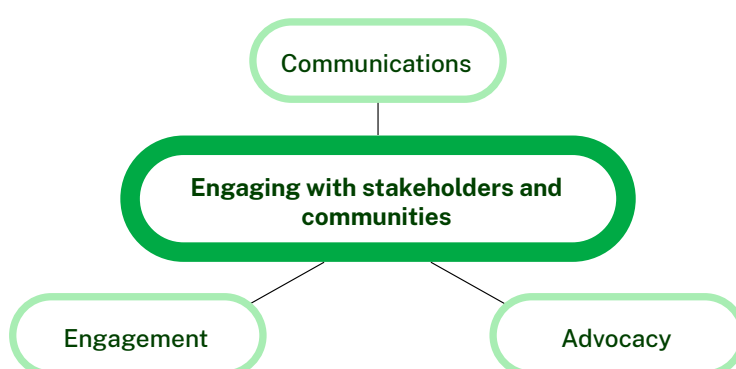 Communications
Engaging with stakeholders and
communities
Engagement
Advocacy